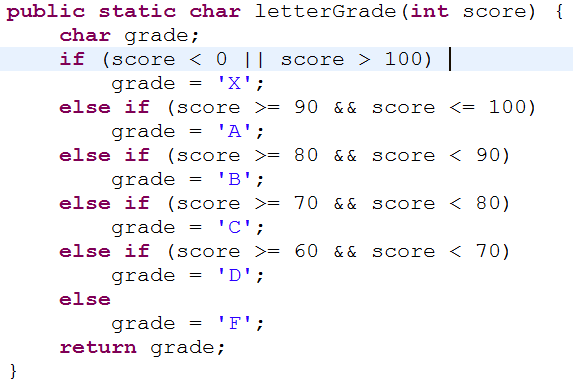 public static char letterGrade(int score) {
    char grade;
    if (score < 0 || score > 100)
        grade = 'X';
    else if (score >= 90 && score <= 100)
        grade = 'A';
    else if (score >= 80 && score < 90)
        grade = 'B';
    else if (score >= 70 && score < 80)
        grade = 'C';
    else if (score >= 60 && score < 70)
        grade = 'D';
    else
        grade = 'F';
    return grade;
}